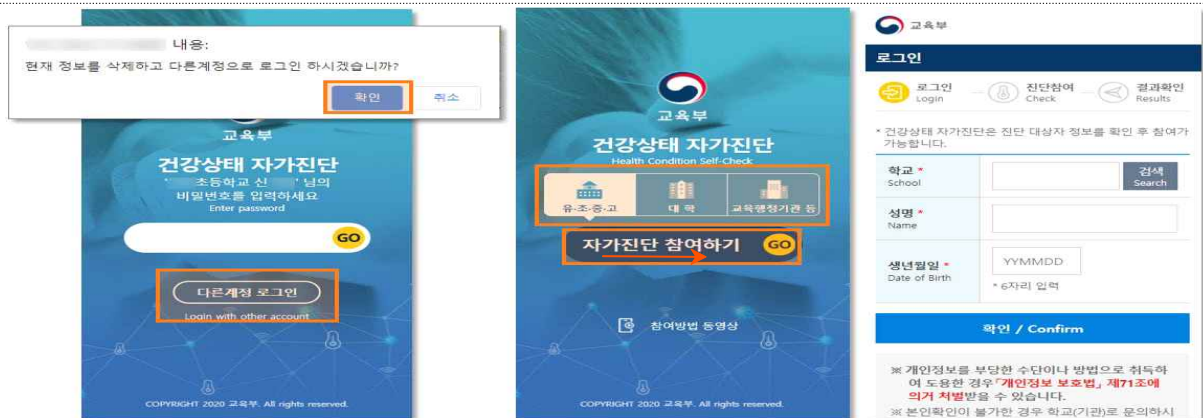 내용:
현재 정보를 삭제하고 다른계정으로 로그인 하시겠습니까?
확인
취소
교육부
건강상태 자가진단
' 초등학교 신 ' 님의
비밀번호를 입력하세요
Enter password
GO
다른계정 로그인
Login with other account
COPYRIGHT 2020 교육부. All rights reserved.
교육부
건강상태 자가진단
Health Condition Self-Check
유·초·중·고
대 학
교육행정기관 등
자가진단 참여하기 GO
참여방법 동영상
COPYRIGHT 2020 교육부. All rights reserved.
교육부
로그인
로그인
Login
진단참여
Check
결과확인
Results
* 건강상태 자가진단은 진단 대상자 정보를 확인 후 참여가
가능합니다.
학교 *
School
검색
Search
성명 *
Name
생년월일 *
Date of Birth
YYMMDD
* 6자리 입력
확인 / Confirm
※ 개인정보를 부당한 수단이나 방법으로 취득하
여 도용한 경우「개인정보 보호법」제71조에
의거 처벌받을 수 있습니다.
※ 본인확인이 불가한 경우 학교(기관)로 문의하시